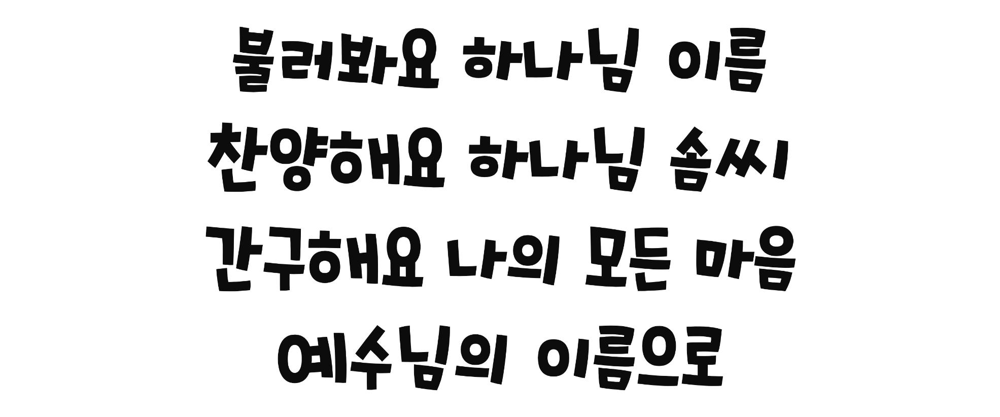 불러봐요 하나님 이름
찬양해요 하나님 솜씨
간구해요 나의 모든 마음
예수님의 이름으로